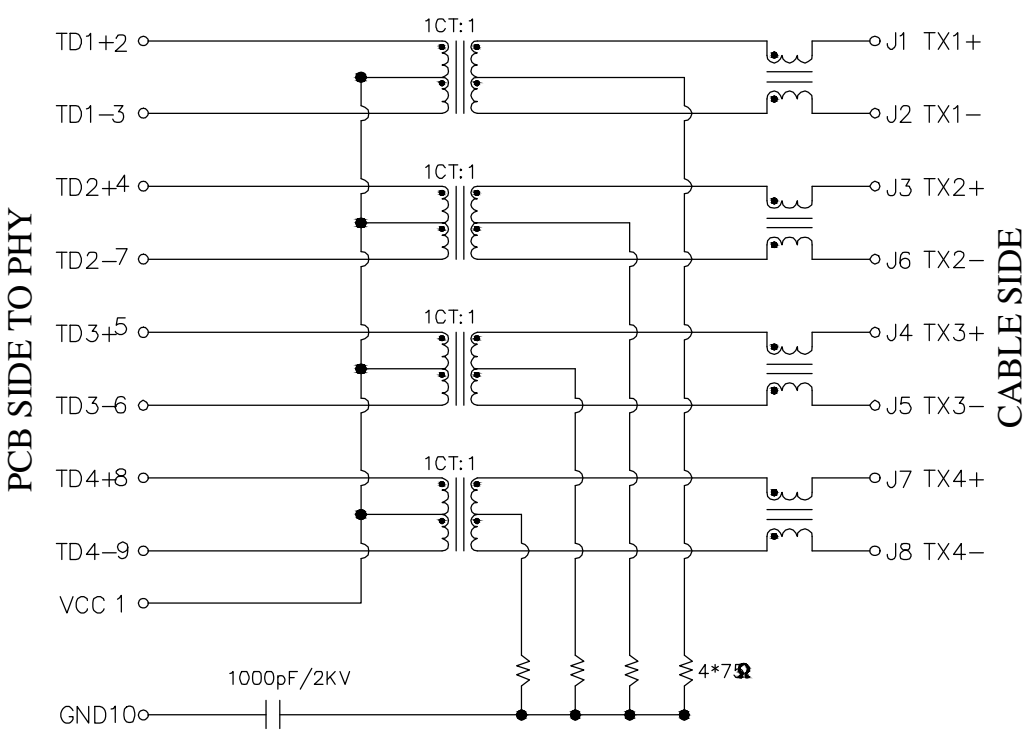 1CT:1
TD1+2
J1 TX1+
TD1-3
J2 TX1-
1CT:1
TD2+4
J3 TX2+
TD2-7
J6 TX2-
PCB SIDE TO PHY
CABLE SIDE
1CT:1
TD3+5
J4 TX3+
TD3-6
J5 TX3-
1CT:1
TD4+8
J7 TX4+
TD4-9
J8 TX4-
VCC 1
1000pF/2KV
4*75Ω
GND10